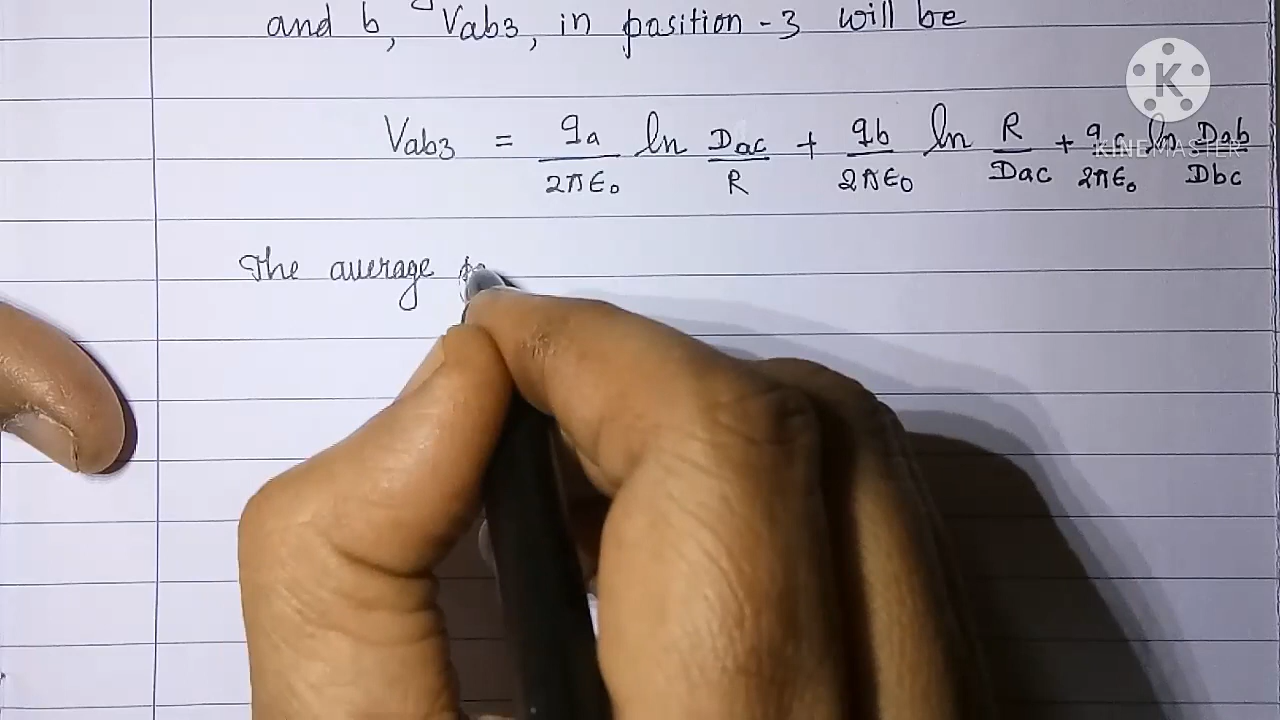 and b, Vab3, in position - 3 will be
Vab3 = qa/2πϵ₀ ln Dac/R + qb/2πϵ₀ ln R/Dac + qc/2πϵ₀ ln Dab/Dbc
K
KINEMASTER
The average